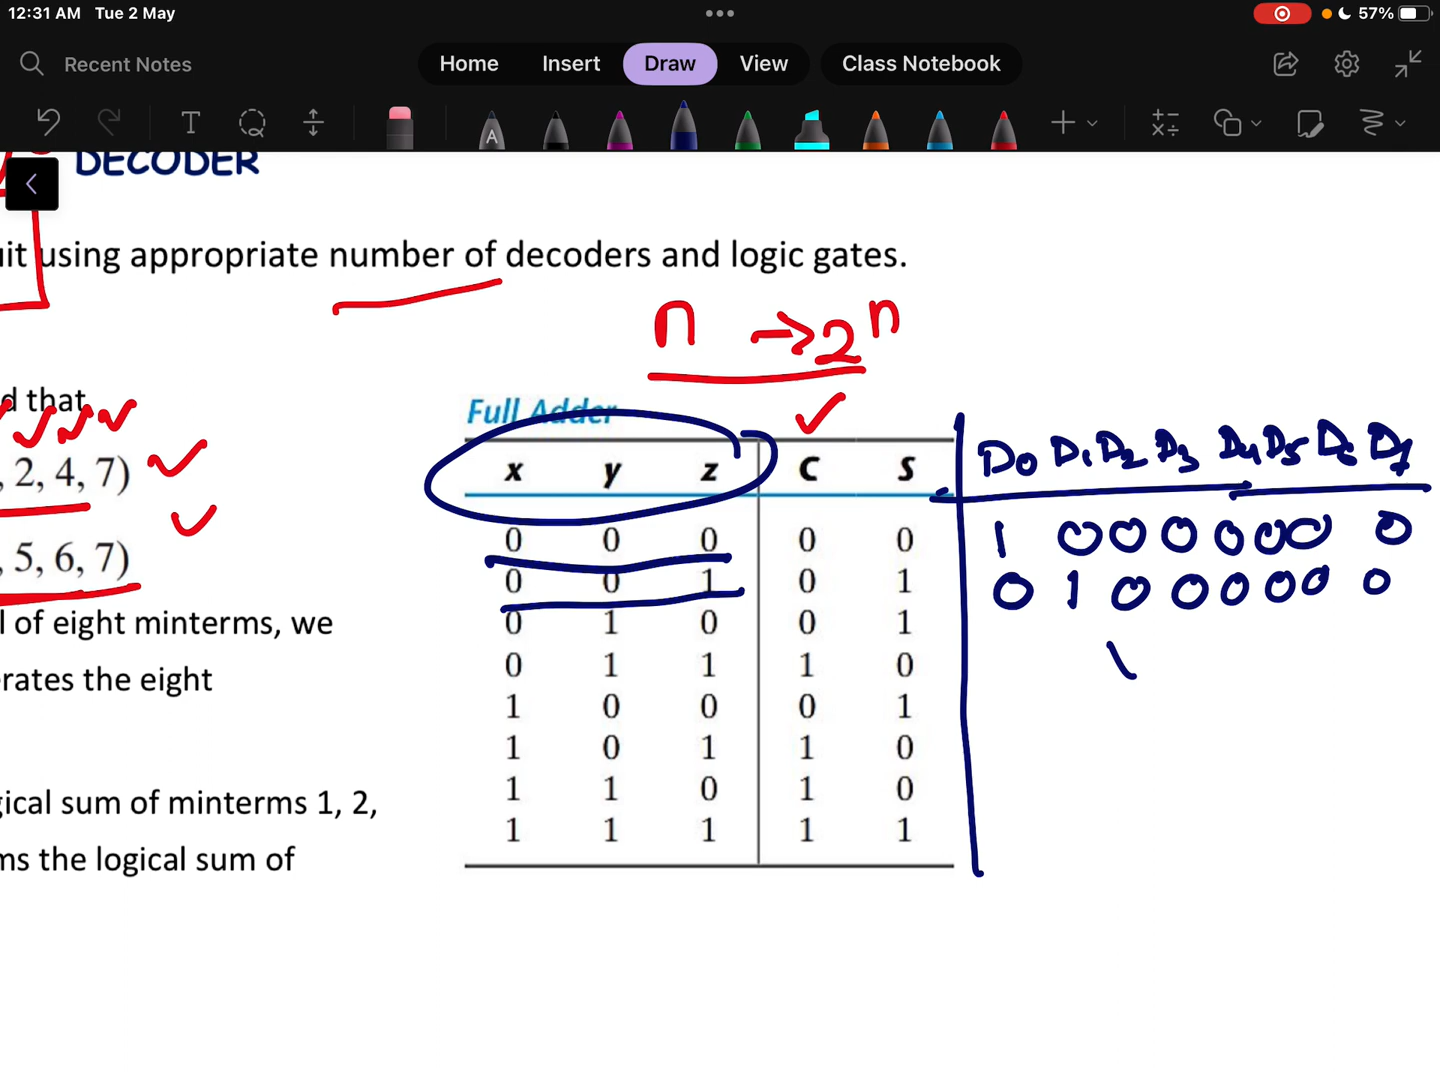 12:31 AM Tue 2 May
57%
Recent Notes
Home Insert Draw View Class Notebook
T A
DECODER
using appropriate number of decoders and logic gates.
n → 2ⁿ
that
Full Adder
x y z C S D0 D1 D2 D3 D4 D5 D6 D7
, 2, 4, 7)
0 0 0 0 0 1 0 0 0 0 0 0 0
, 5, 6, 7)
0 0 1 0 1 0 1 0 0 0 0 0 0
of eight minterms, we
0 1 0 0 1
1
rates the eight
0 1 1 1 0
1 0 0 0 1
1 0 1 1 0
gical sum of minterms 1, 2,
1 1 0 1 0
1 1 1 1 1
ms the logical sum of